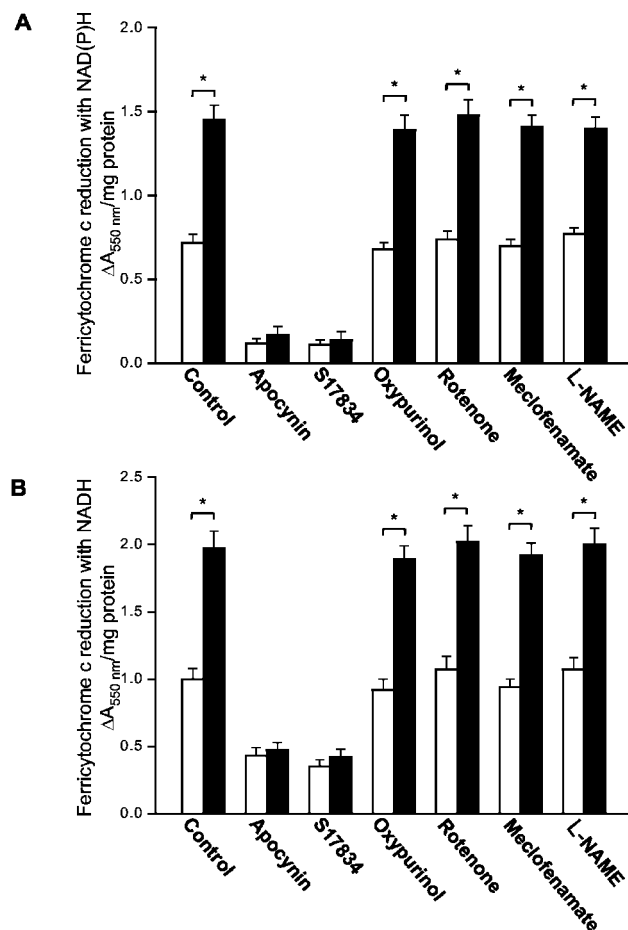 A
Ferricytochrome c reduction with NAD(P)H
ΔA550 nm/mg protein
2.0
1.5
1.0
0.5
0.0
* * * * *
Control
Apocynin
S17834
Oxypurinol
Rotenone
Meclofenamate
L-NAME
B
Ferricytochrome c reduction with NADH
ΔA550 nm/mg protein
2.5
2.0
1.5
1.0
0.5
0.0
* * * * *
Control
Apocynin
S17834
Oxypurinol
Rotenone
Meclofenamate
L-NAME